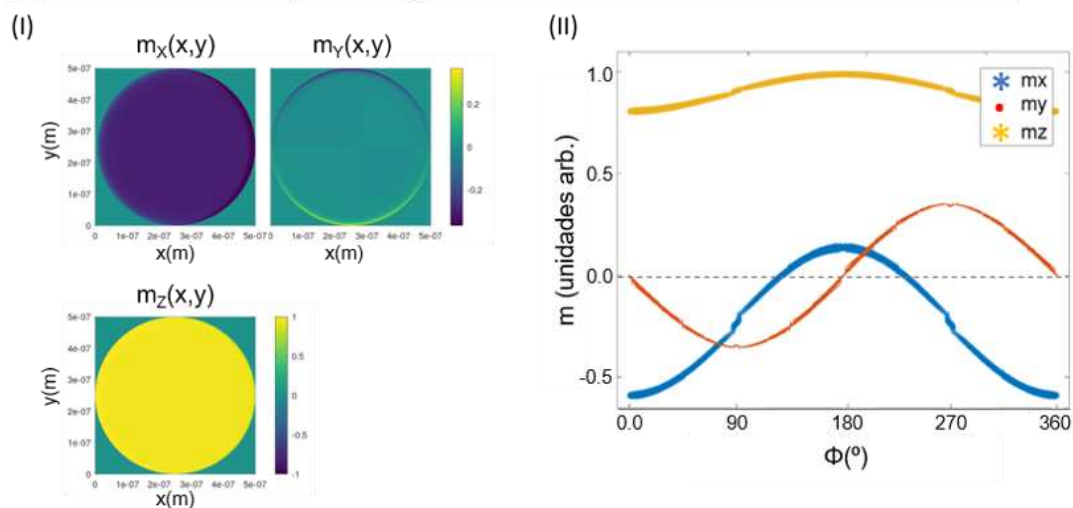 (I)
(II)
m_X(x,y)
m_Y(x,y)
5e-07
4e-07
3e-07
2e-07
1e-07
0
y(m)
0 1e-07 2e-07 3e-07 4e-07 5e-07
0 1e-07 2e-07 3e-07 4e-07 5e-07
x(m)
x(m)
0,2
0
-0,2
m_Z(x,y)
5e-07
4e-07
3e-07
2e-07
1e-07
0
y(m)
0 1e-07 2e-07 3e-07 4e-07 5e-07
x(m)
1
0,5
0
-0,5
-1
1.0
0.5
0.0
-0.5
m (unidades arb.)
mx
my
mz
0.0 90 180 270 360
Φ(º)